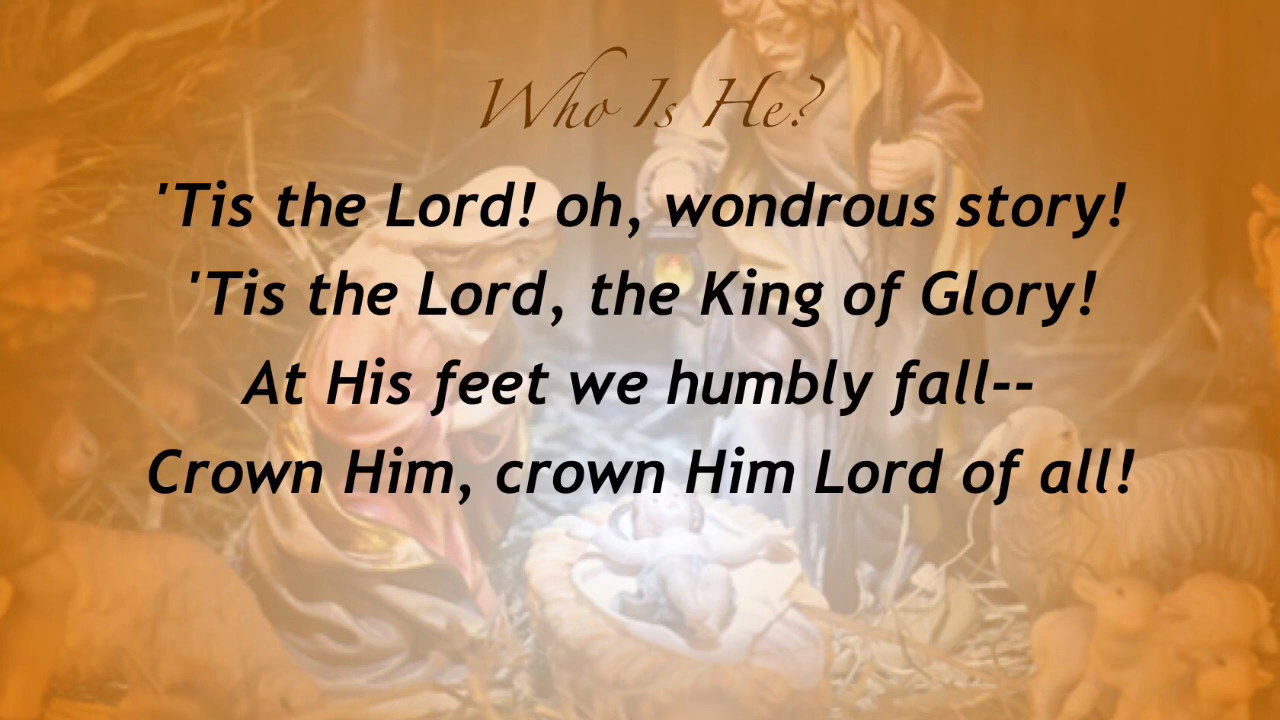 Who Is He?
'Tis the Lord! oh, wondrous story!
'Tis the Lord, the King of Glory!
At His feet we humbly fall--
Crown Him, crown Him Lord of all!